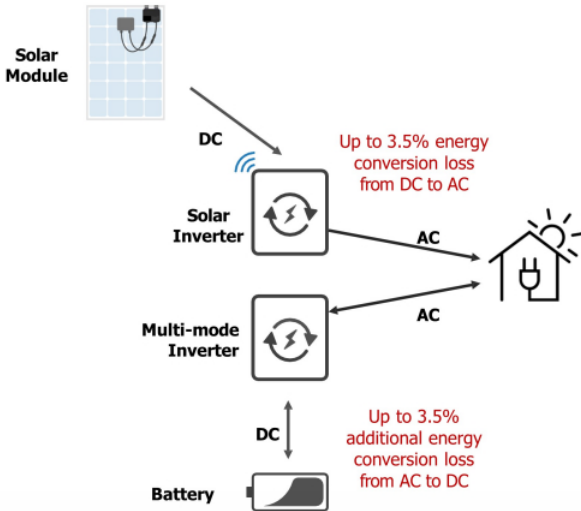 Solar
Module
DC
Up to 3.5% energy
conversion loss
from DC to AC
Solar
Inverter
AC
AC
Multi-mode
Inverter
DC
Up to 3.5%
additional energy
conversion loss
from AC to DC
Battery